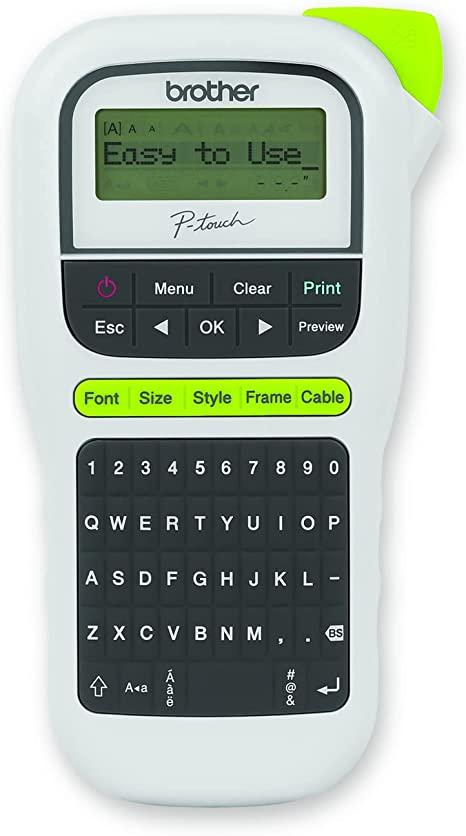 brother
[A] A A
Easy to Use_
- -.-"
P-touch
Menu Clear Print
Esc ◀ OK ▶ Preview
Font Size Style Frame Cable
1 2 3 4 5 6 7 8 9 0
Q W E R T Y U I O P
A S D F G H J K L –
Z X C V B N M , . BS
A◂a Á à ë # @ &